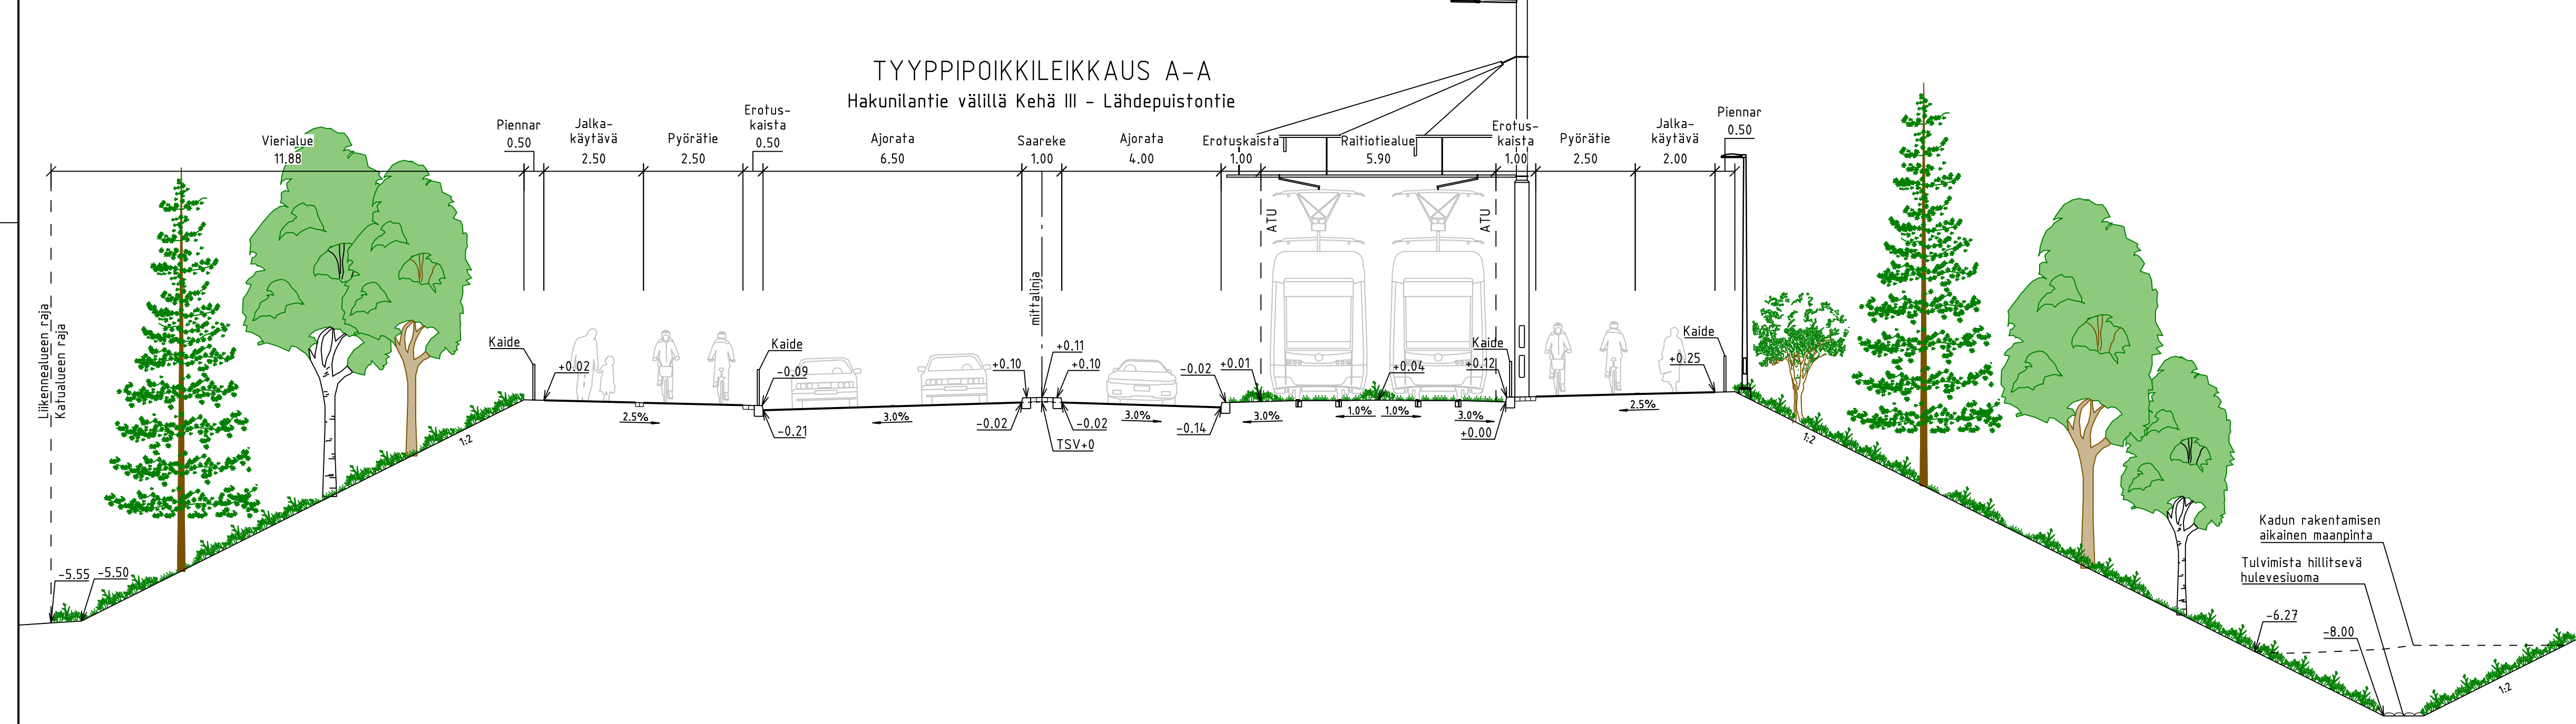 TYYPPIPOIKKILEIKKAUS A-A
Hakunilantie välillä Kehä III - Lähdepuistontie
Vierialue
11.88
Piennar
0.50
Jalka-
käytävä
2.50
Pyörätie
2.50
Erotus-
kaista
0.50
Ajorata
6.50
Saareke
1.00
Ajorata
4.00
Erotuskaista
1.00
Raitiotiealue
5.90
Erotus-
kaista
1.00
Pyörätie
2.50
Jalka-
käytävä
2.00
Piennar
0.50
Liikennealueen raja
Katualueen raja
mittalinja
ATU
ATU
Kaide
+0.02
Kaide
-0.09
-0.21
+0.10
+0.11
+0.10
-0.02
-0.02
TSV+0
-0.02
+0.01
-0.14
+0.04
Kaide
+0.12
+0.00
Kaide
+0.25
2.5%
3.0%
3.0%
3.0%
1.0%
1.0%
3.0%
2.5%
1:2
1:2
-5.55
-5.50
Kadun rakentamisen
aikainen maanpinta
Tulvimista hillitsevä
hulevesiuoma
-6.27
-8.00
1:2